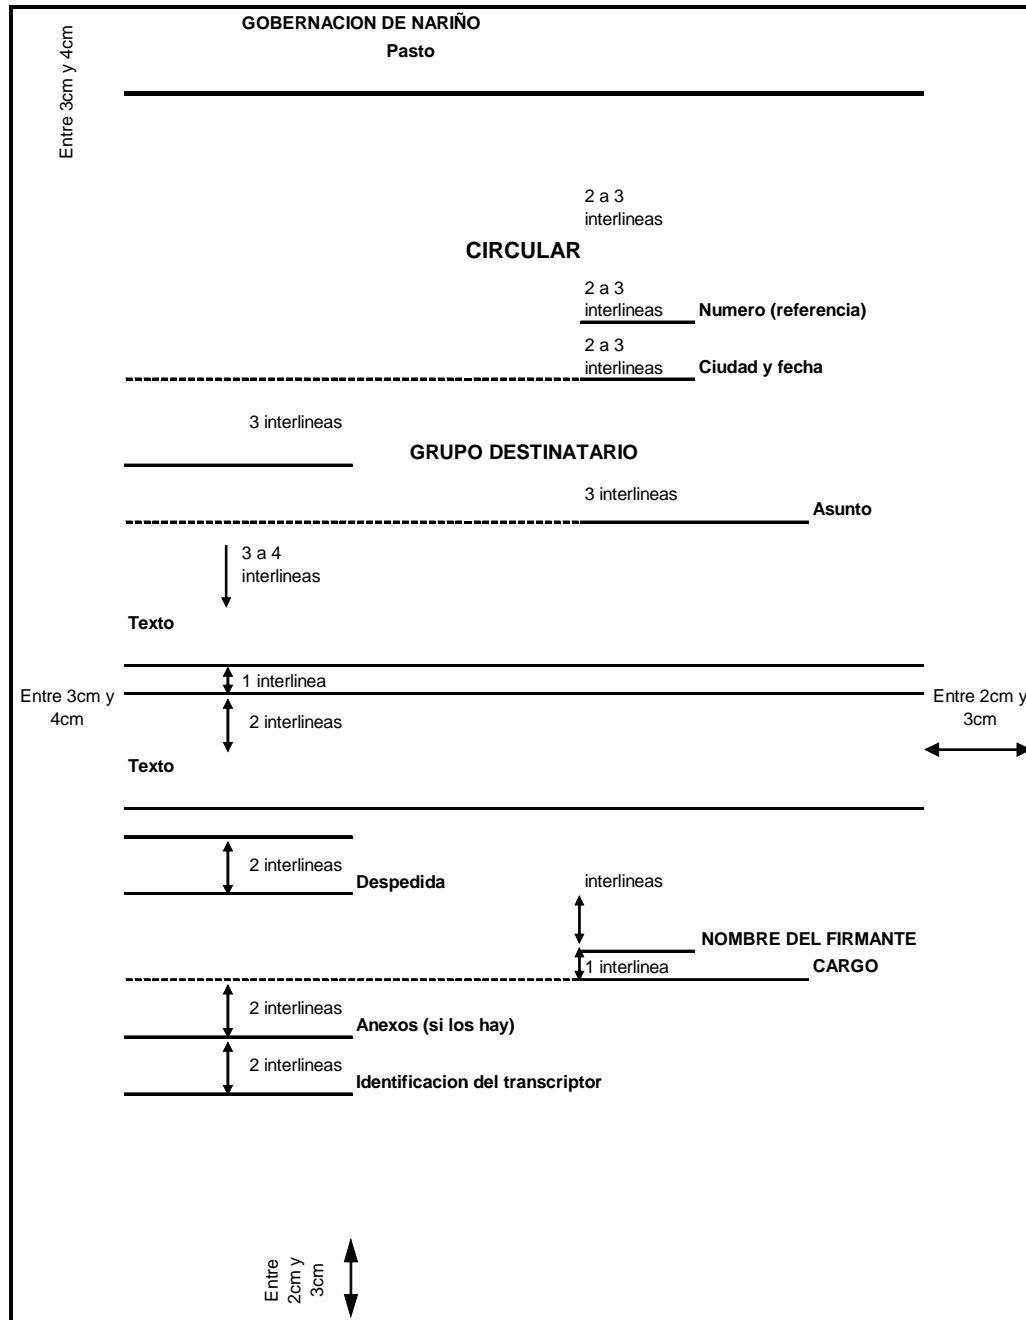 GOBERNACION DE NARIÑO
Pasto
Entre 3cm y 4cm
2 a 3
interlineas
CIRCULAR
2 a 3
interlineas
Numero (referencia)
2 a 3
interlineas
Ciudad y fecha
3 interlineas
GRUPO DESTINATARIO
3 interlineas
Asunto
3 a 4
interlineas
Texto
1 interlinea
Entre 3cm y
4cm
Entre 2cm y
3cm
2 interlineas
Texto
2 interlineas
Despedida
interlineas
NOMBRE DEL FIRMANTE
1 interlinea
CARGO
2 interlineas
Anexos (si los hay)
2 interlineas
Identificacion del transcriptor
Entre
2cm y
3cm